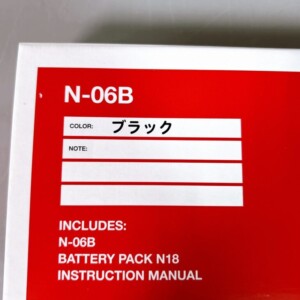 N-06B
COLOR: ブラック
NOTE:
INCLUDES:
N-06B
BATTERY PACK N18
INSTRUCTION MANUAL